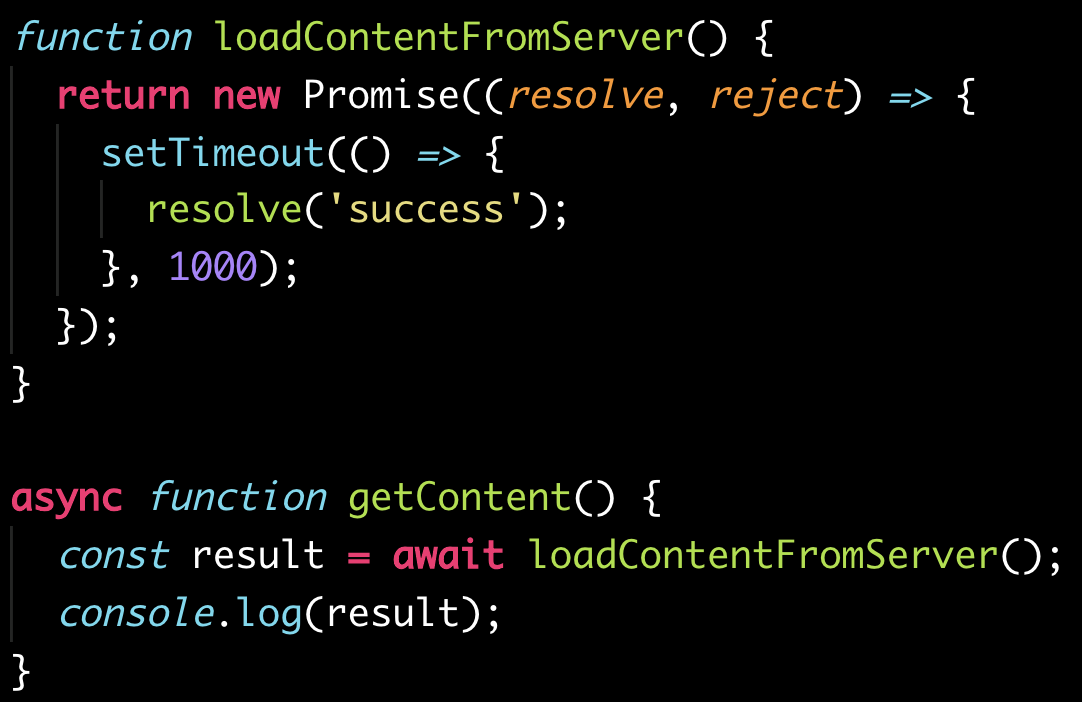 function loadContentFromServer() {
  return new Promise((resolve, reject) => {
    setTimeout(() => {
      resolve('success');
    }, 1000);
  });
}

async function getContent() {
  const result = await loadContentFromServer();
  console.log(result);
}